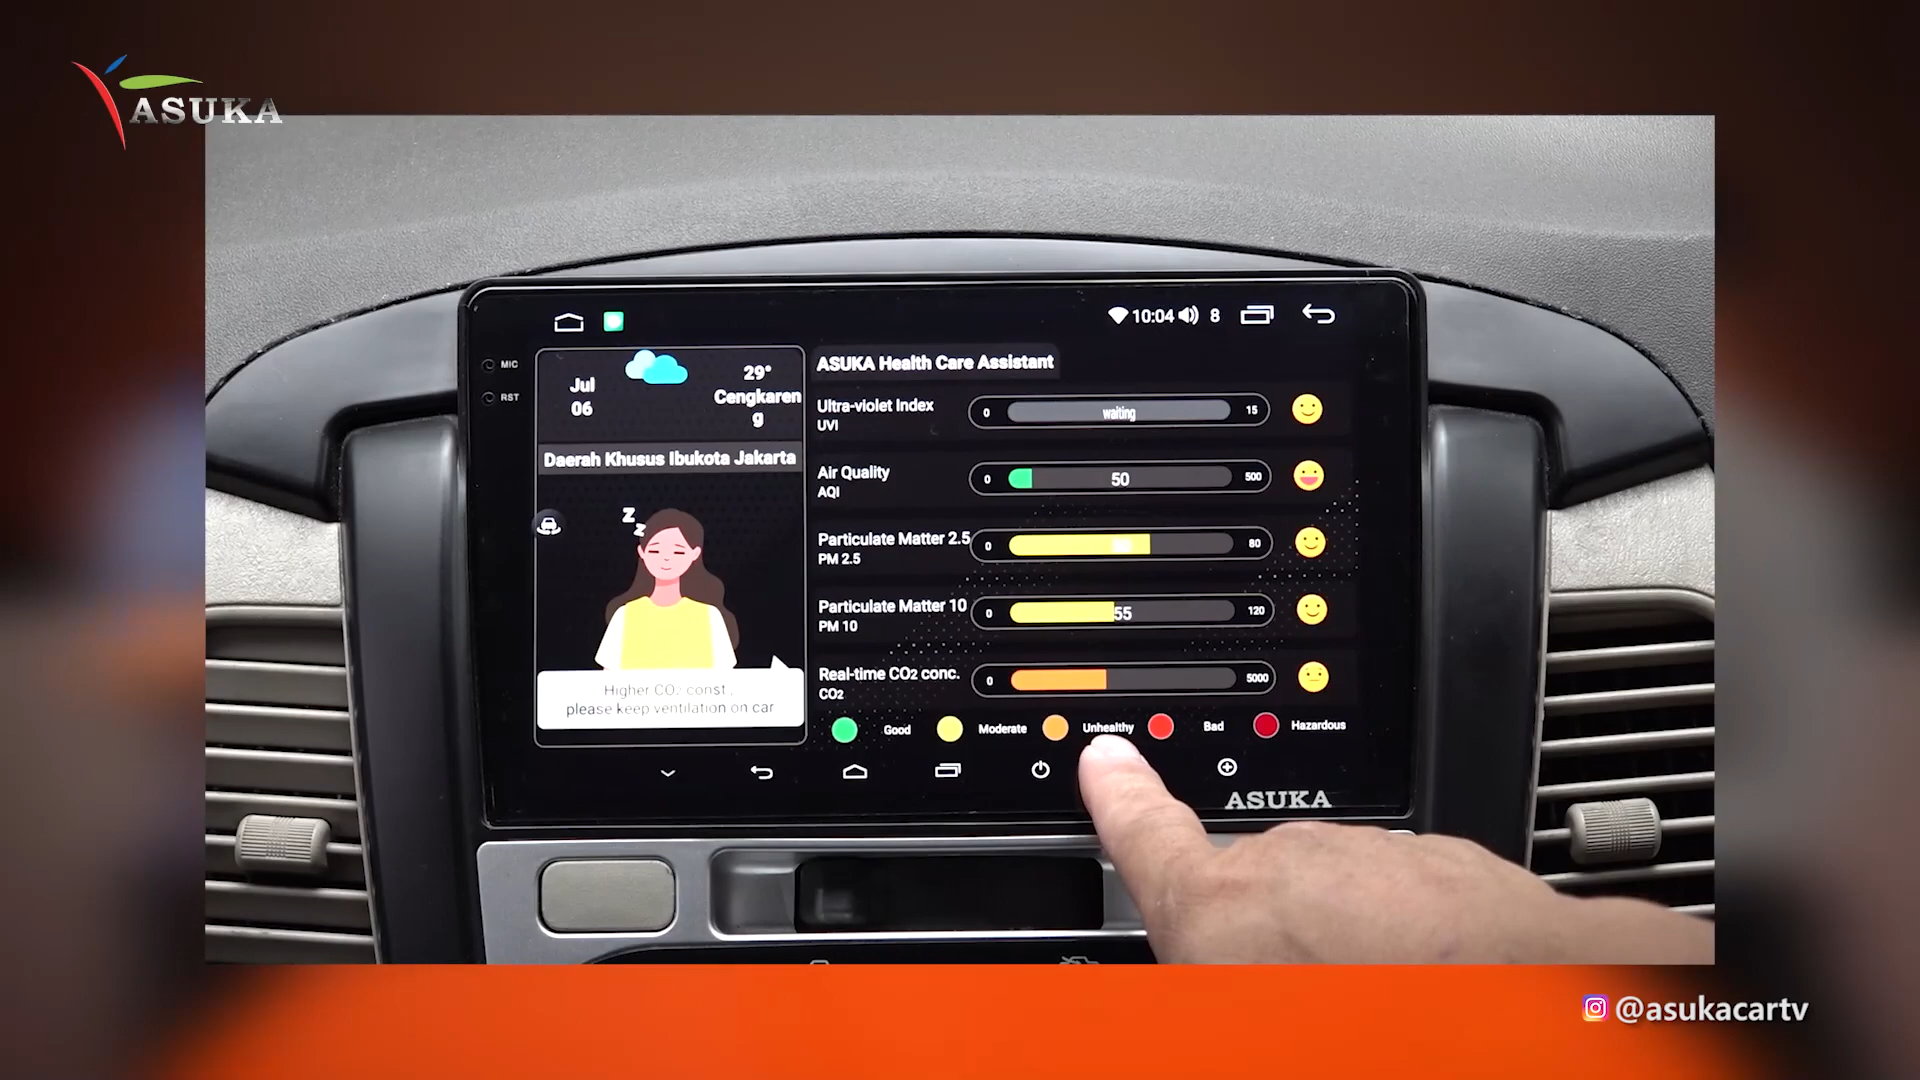 ASUKA
MIC
RST
10:04 8
Jul
06
29°
Cengkaren
g
Daerah Khusus Ibukota Jakarta
Z
z
Higher CO2 const.,
please keep ventilation on car
ASUKA Health Care Assistant
Ultra-violet Index
UVI
0 waiting 15
Air Quality
AQI
0 50 500
Particulate Matter 2.5
PM 2.5
0 80
Particulate Matter 10
PM 10
0 55 120
Real-time CO2 conc.
CO2
0 5000
Good Moderate Unhealthy Bad Hazardous
ASUKA
@asukacartv